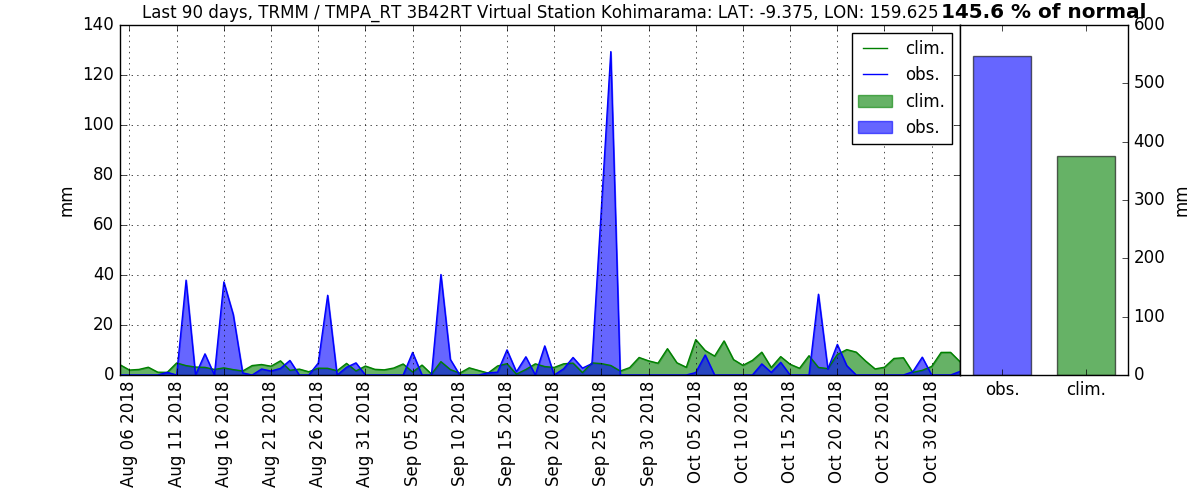 Last 90 days, TRMM / TMPA_RT 3B42RT Virtual Station Kohimarama: LAT: -9.375, LON: 159.625 145.6 % of normal
140
120
100
80
60
40
20
0
mm
clim.
obs.
clim.
obs.
600
500
400
300
200
100
0
mm
Aug 06 2018
Aug 11 2018
Aug 16 2018
Aug 21 2018
Aug 26 2018
Aug 31 2018
Sep 05 2018
Sep 10 2018
Sep 15 2018
Sep 20 2018
Sep 25 2018
Sep 30 2018
Oct 05 2018
Oct 10 2018
Oct 15 2018
Oct 20 2018
Oct 25 2018
Oct 30 2018
obs. clim.